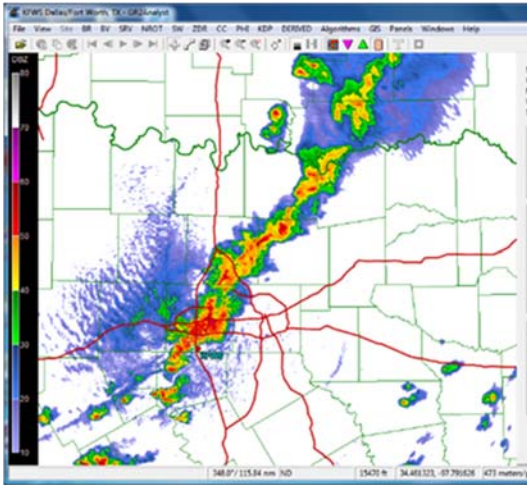 KFWS Dallas/Fort Worth, TX - GR2Analyst
File View Site BR BV SRV NROT SW ZDR CC PHI KDP DERIVED Algorithms GIS Panels Windows Help
DBZ
80
70
60
50
40
30
20
10
348.0°/ 115.84 nm ND 15470 ft 34.461323, -97.791626 473 meters/